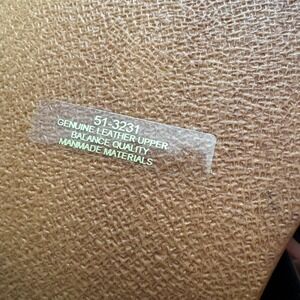 51-3231
GENUINE LEATHER UPPER
BALANCE QUALITY
MANMADE MATERIALS